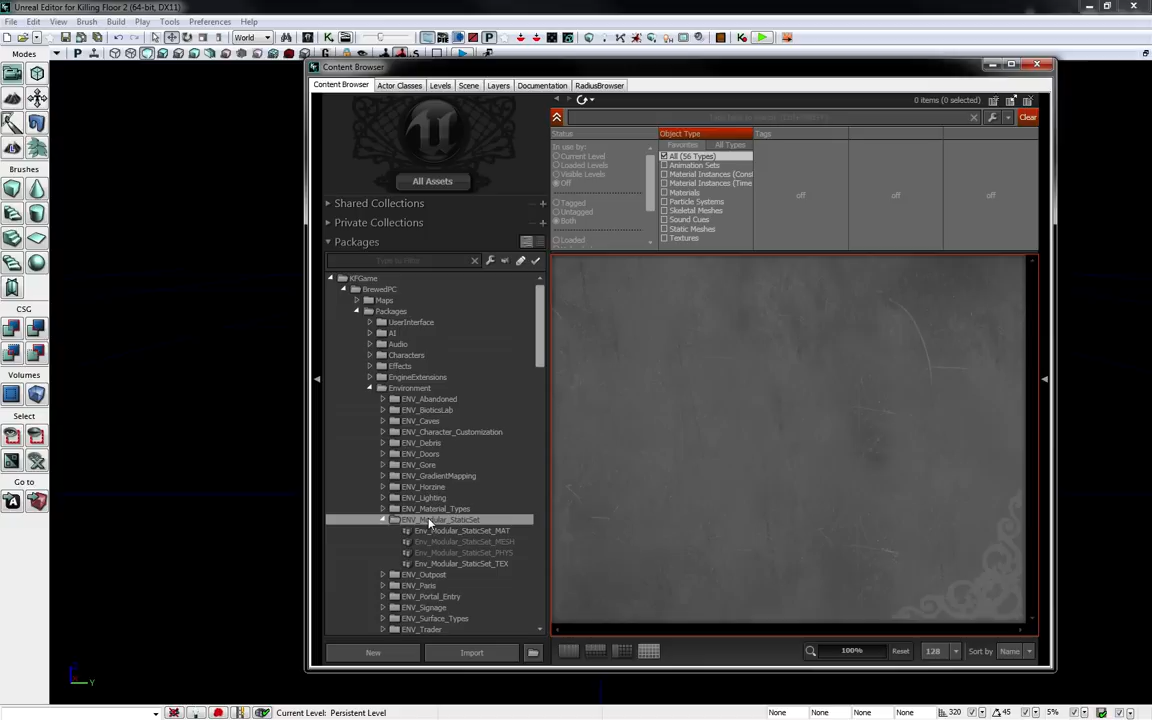 Unreal Editor for Killing Floor 2 (64-bit, DX11)
File Edit View Brush Build Play Tools Preferences Help
World
Modes
Content Browser
Content Browser Actor Classes Levels Scene Layers Documentation RadiusBrowser
0 items (0 selected)
Clear
All Assets
Shared Collections
Private Collections
Packages
Type to Filter
Status
In use by:
Current Level
Loaded Levels
Visible Levels
Off
Tagged
Untagged
Both
Loaded
Object Type
Favorites All Types
All (56 Types)
Animation Sets
Material Instances (Const
Material Instances (Time
Materials
Particle Systems
Skeletal Meshes
Sound Cues
Static Meshes
Textures
Tags
off off off
KFGame
BrewedPC
Maps
Packages
UserInterface
AI
Audio
Characters
Effects
EngineExtensions
Environment
ENV_Abandoned
ENV_BioticsLab
ENV_Caves
ENV_Character_Customization
ENV_Debris
ENV_Doors
ENV_Gore
ENV_GradientMapping
ENV_Horzine
ENV_Lighting
ENV_Material_Types
ENV_Modular_StaticSet
Env_Modular_StaticSet_MAT
Env_Modular_StaticSet_MESH
Env_Modular_StaticSet_PHYS
Env_Modular_StaticSet_TEX
ENV_Outpost
ENV_Paris
ENV_Portal_Entry
ENV_Signage
ENV_Surface_Types
ENV_Trader
New Import
100% Reset 128 Sort by Name
Brushes
CSG
Volumes
Select
Go to
Z
Y
Current Level: Persistent Level
None None None None 320 45 5%